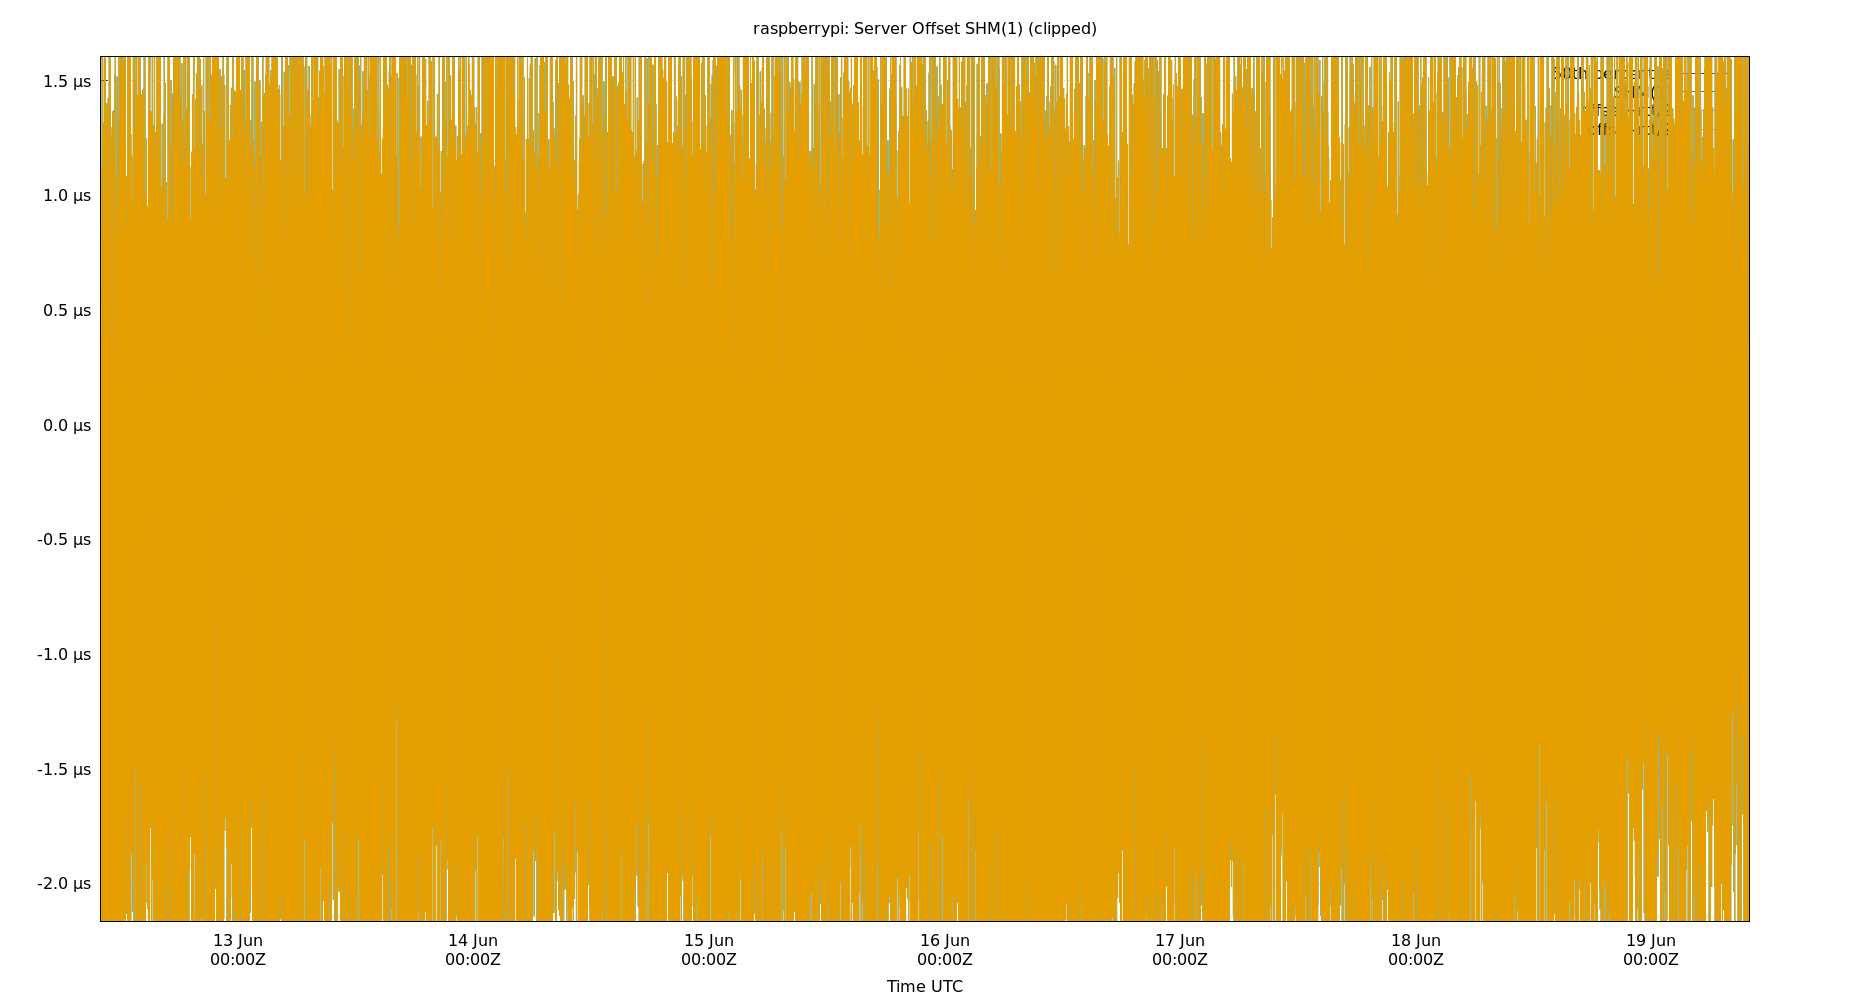 raspberrypi: Server Offset SHM(1) (clipped)
1.5 µs
1.0 µs
0.5 µs
0.0 µs
-0.5 µs
-1.0 µs
-1.5 µs
-2.0 µs
13 Jun
00:00Z
14 Jun
00:00Z
15 Jun
00:00Z
16 Jun
00:00Z
17 Jun
00:00Z
18 Jun
00:00Z
19 Jun
00:00Z
Time UTC